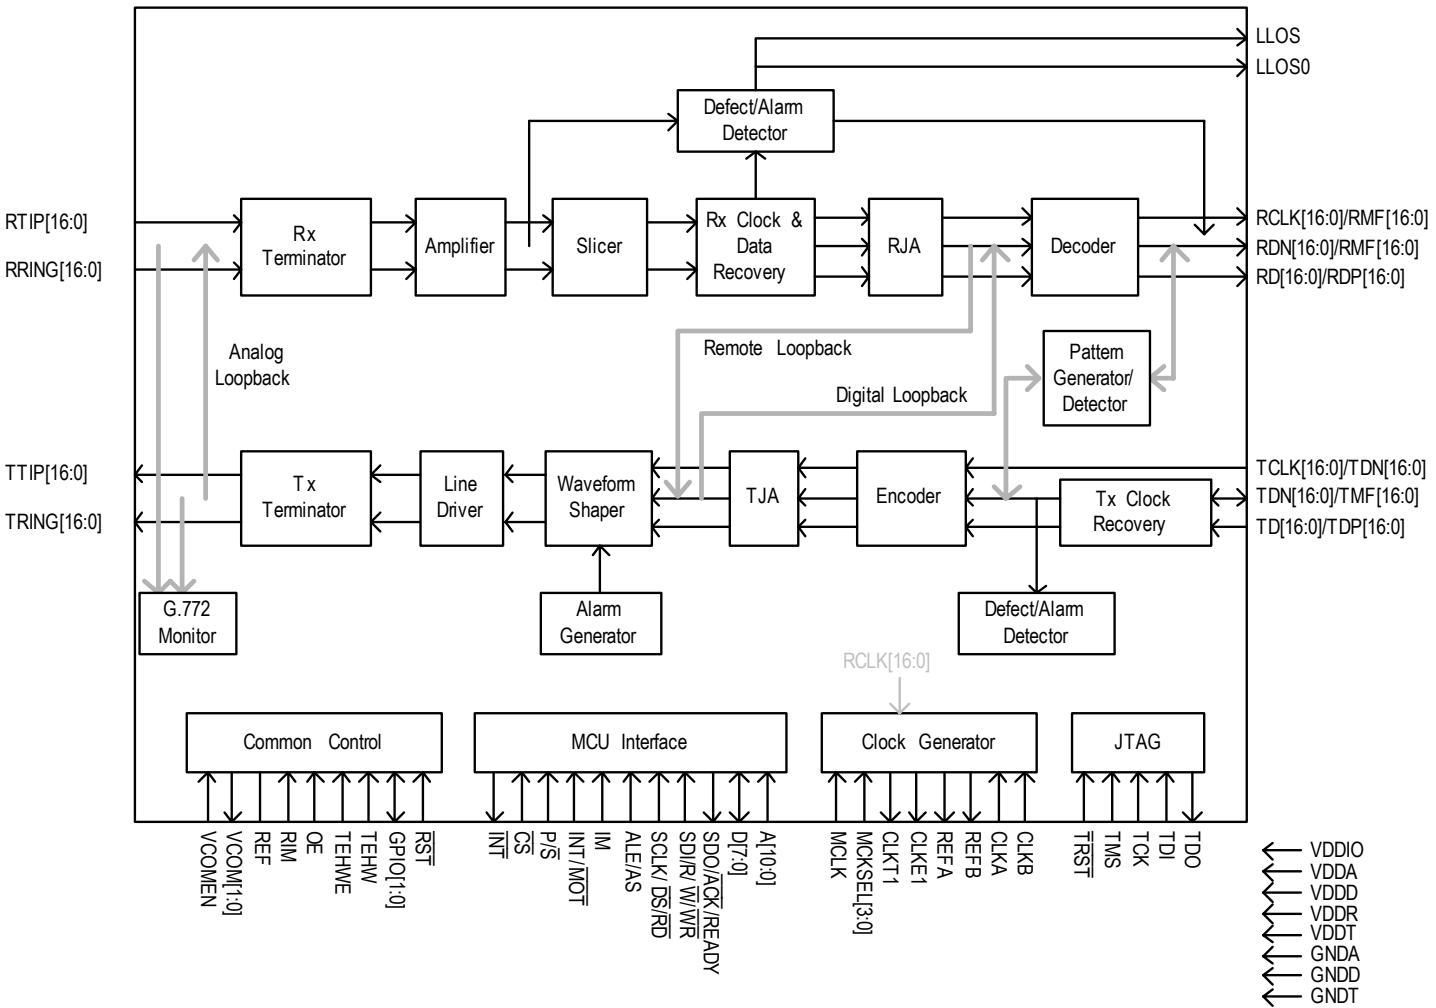 LLOS
LLOS0
Defect/Alarm
Detector
RTIP[16:0]
RRING[16:0]
Rx
Terminator
Amplifier
Slicer
Rx Clock &
Data
Recovery
RJA
Decoder
RCLK[16:0]/RMF[16:0]
RDN[16:0]/RMF[16:0]
RD[16:0]/RDP[16:0]
Analog
Loopback
Remote Loopback
Digital Loopback
Pattern
Generator/
Detector
TTIP[16:0]
TRING[16:0]
Tx
Terminator
Line
Driver
Waveform
Shaper
TJA
Encoder
Tx Clock
Recovery
TCLK[16:0]/TDN[16:0]
TDN[16:0]/TMF[16:0]
TD[16:0]/TDP[16:0]
G.772
Monitor
Alarm
Generator
Defect/Alarm
Detector
RCLK[16:0]
Common Control
MCU Interface
Clock Generator
JTAG
VCOMEN
VCOM[1:0]
REF
RIM
OE
TEHWE
TEHW
GPIO[1:0]
RST
INT
CS
P/S
INT/MOT
IM
ALE/AS
SCLK/ DS/RD
SDI/R/ W/WR
SDO/ACK/READY
D[7:0]
A[10:0]
MCLK
MCKSEL[3:0]
CLKT1
CLKE1
REFA
REFB
CLKA
CLKB
TRST
TMS
TCK
TDI
TDO
VDDIO
VDDA
VDDD
VDDR
VDDT
GNDA
GNDD
GNDT